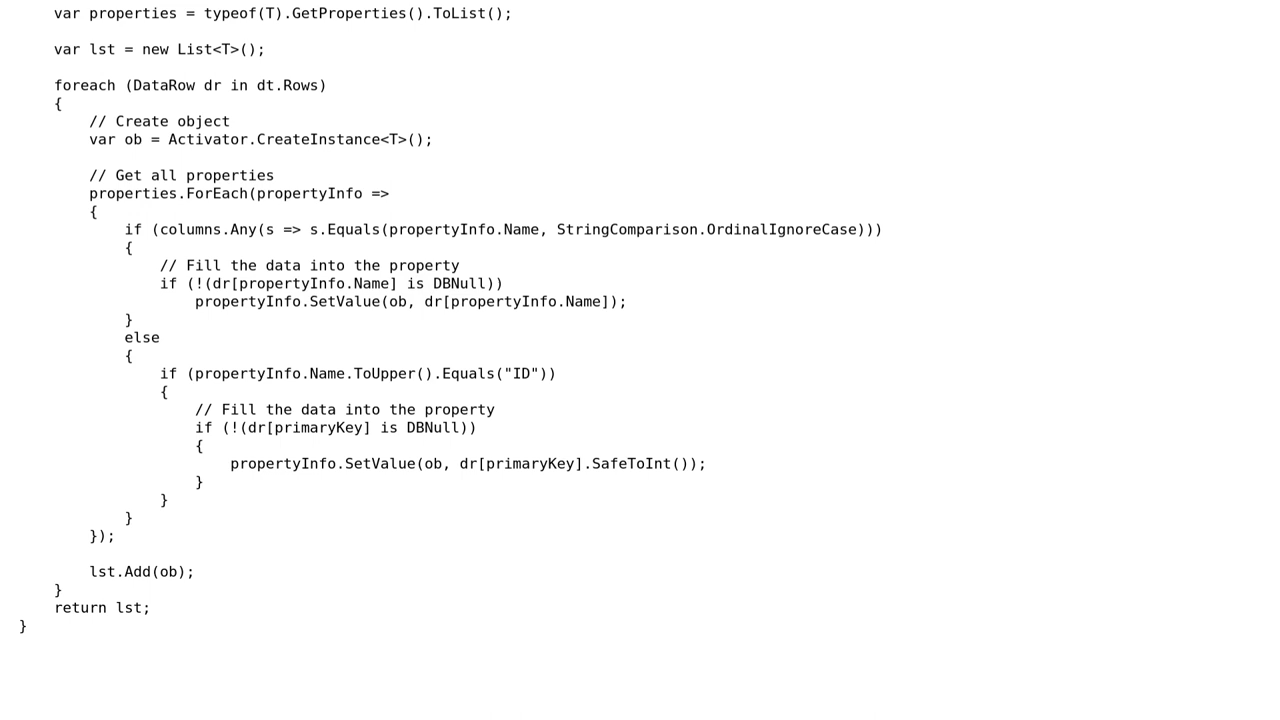 var properties = typeof(T).GetProperties().ToList();
var lst = new List<T>();
foreach (DataRow dr in dt.Rows)
{
// Create object
var ob = Activator.CreateInstance<T>();
// Get all properties
properties.ForEach(propertyInfo =>
{
if (columns.Any(s => s.Equals(propertyInfo.Name, StringComparison.OrdinalIgnoreCase)))
{
// Fill the data into the property
if (!(dr[propertyInfo.Name] is DBNull))
propertyInfo.SetValue(ob, dr[propertyInfo.Name]);
}
else
{
if (propertyInfo.Name.ToUpper().Equals("ID"))
{
// Fill the data into the property
if (!(dr[primaryKey] is DBNull))
{
propertyInfo.SetValue(ob, dr[primaryKey].SafeToInt());
}
}
}
});
lst.Add(ob);
}
return lst;
}